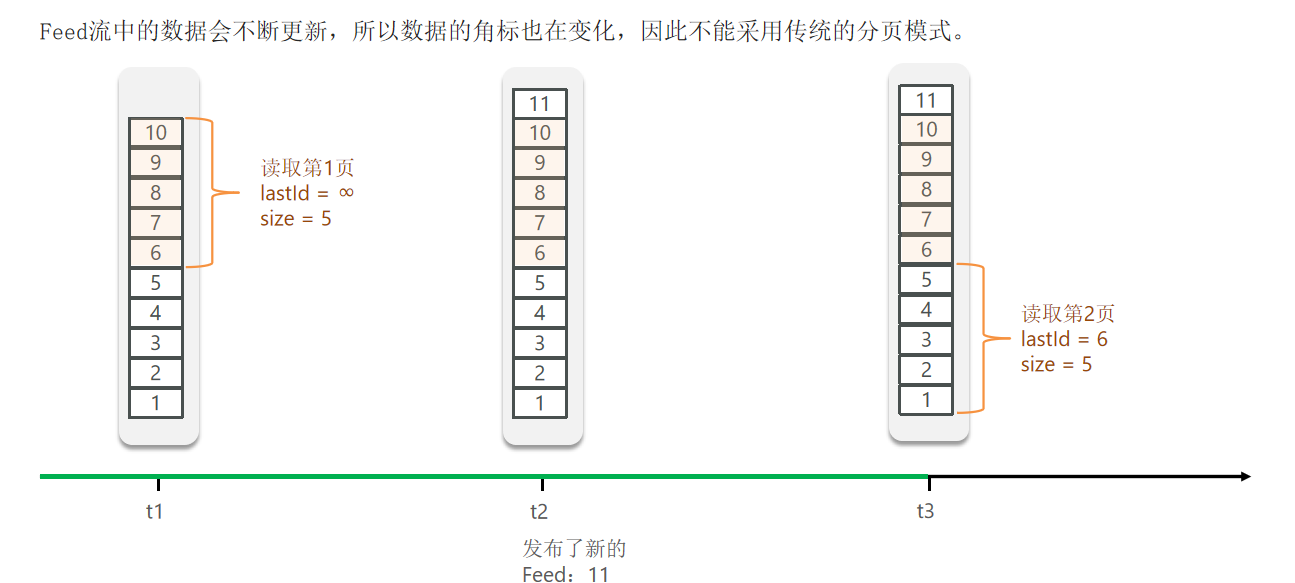 Feed流中的数据会不断更新，所以数据的角标也在变化，因此不能采用传统的分页模式。
10
9
8
7
6
5
4
3
2
1
读取第1页
lastId = ∞
size = 5
11
10
9
8
7
6
5
4
3
2
1
11
10
9
8
7
6
5
4
3
2
1
读取第2页
lastId = 6
size = 5
t1
t2
t3
发布了新的
Feed：11